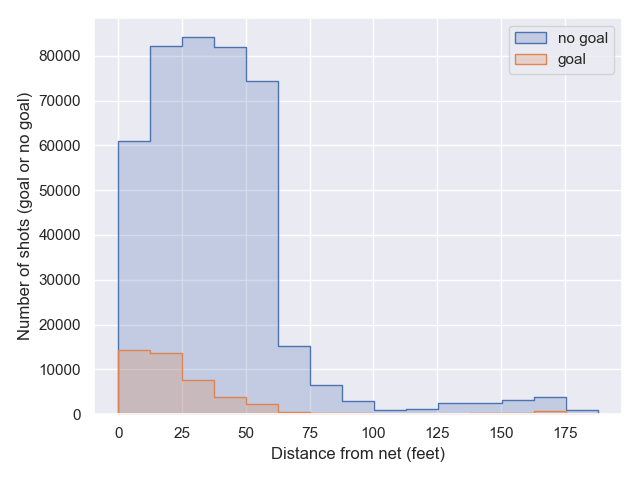 no goal
goal
80000
70000
60000
50000
40000
30000
20000
10000
0
Number of shots (goal or no goal)
0 25 50 75 100 125 150 175
Distance from net (feet)